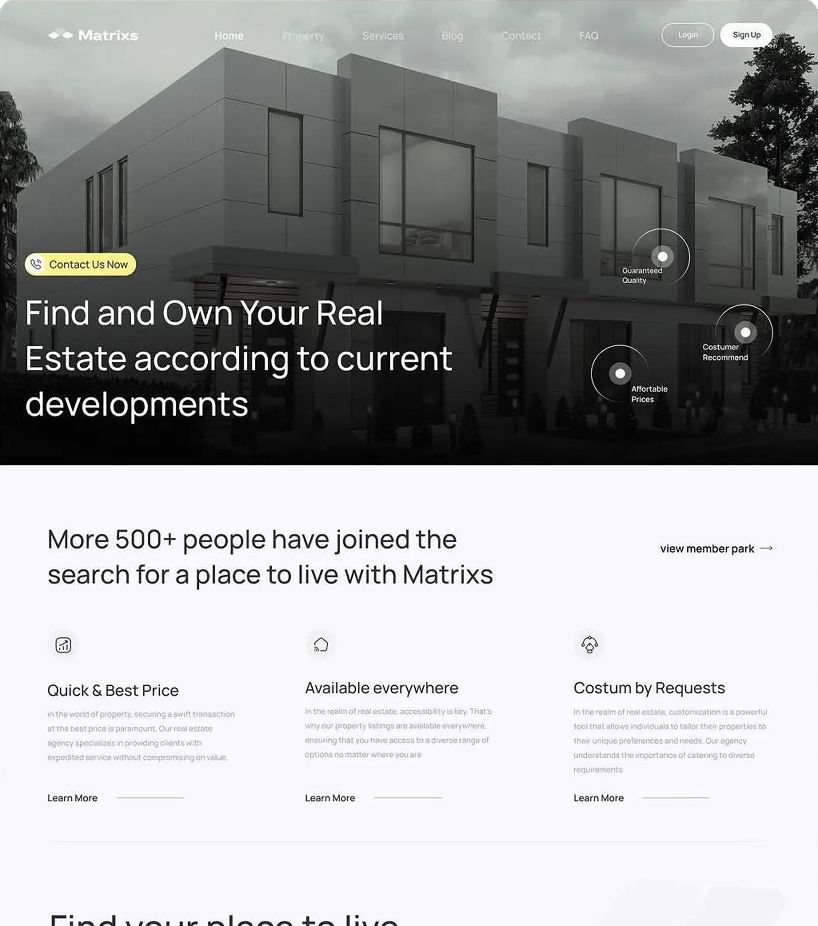 Matrixs
Home
Property
Services
Blog
Contact
FAQ
Login
Sign Up
Guaranteed
Quality
Costumer
Recommend
Affortable
Prices
Contact Us Now
Find and Own Your Real
Estate according to current
developments
More 500+ people have joined the
search for a place to live with Matrixs
view member park
Quick & Best Price
in the world of property, securing a swift transaction
at the best price is paramount. Our real estate
agency specializes in providing clients with
expedited service without compromising on value.
Learn More
Available everywhere
in the realm of real estate, accessibility is key. That's
why our property listings are available everywhere,
ensuring that you have access to a diverse range of
options no matter where you are
Learn More
Costum by Requests
in the realm of real estate, customization is a powerful
tool that allows individuals to tailor their properties to
their unique preferences and needs. Our agency
understands the importance of catering to diverse
requirements
Learn More
Find your place to live